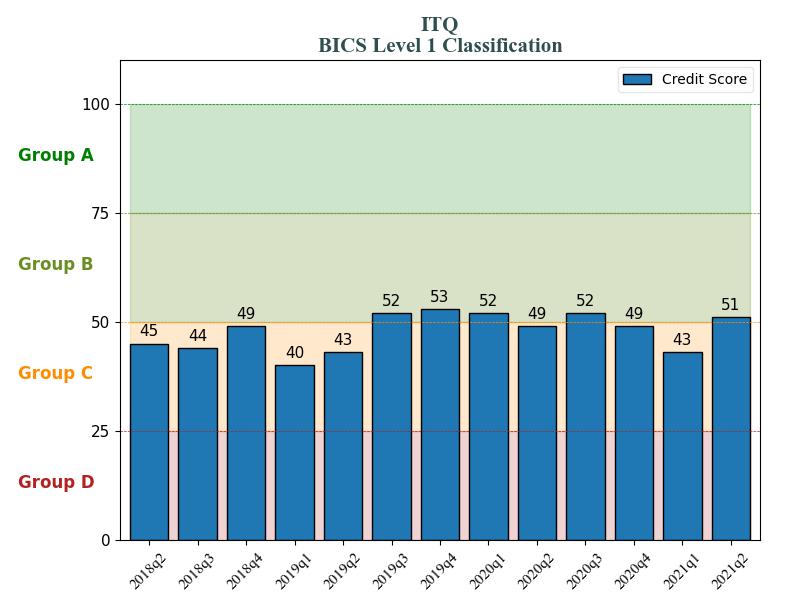 ITQ
BICS Level 1 Classification
Credit Score
100
Group A
75
Group B
50
Group C
25
Group D
0
45 44 49 40 43 52 53 52 49 52 49 43 51
2018q2 2018q3 2018q4 2019q1 2019q2 2019q3 2019q4 2020q1 2020q2 2020q3 2020q4 2021q1 2021q2